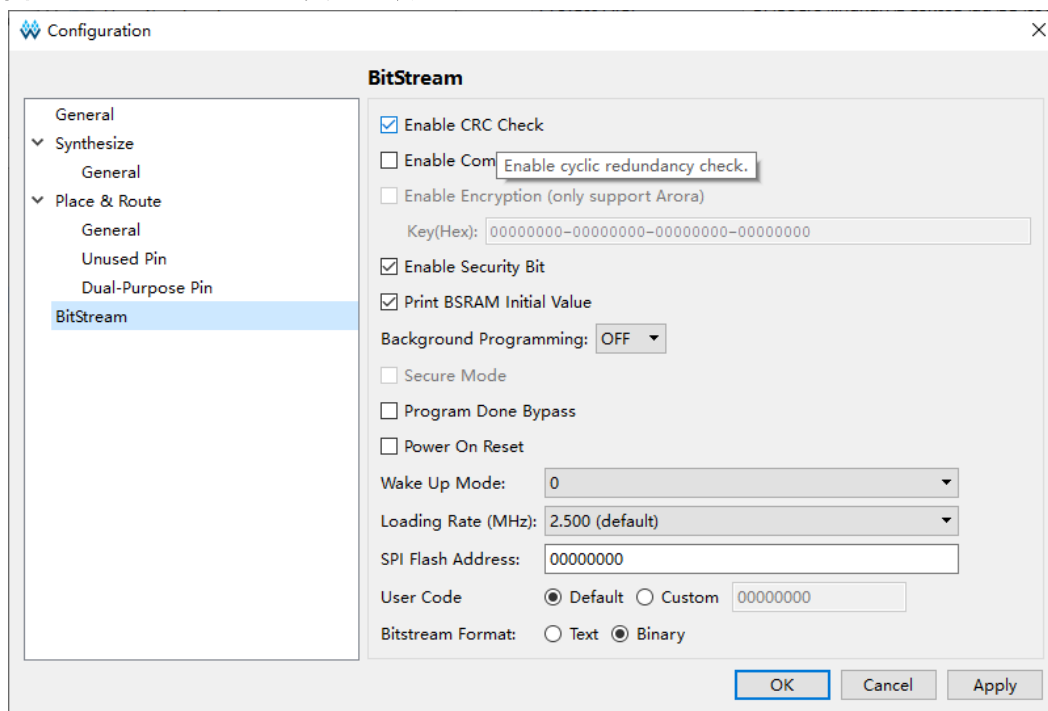 Configuration
BitStream
General
Synthesize
General
Place & Route
General
Unused Pin
Dual-Purpose Pin
BitStream
Enable CRC Check
Enable Com
Enable cyclic redundancy check.
Enable Encryption (only support Arora)
Key(Hex): 00000000-00000000-00000000-00000000
Enable Security Bit
Print BSRAM Initial Value
Background Programming: OFF
Secure Mode
Program Done Bypass
Power On Reset
Wake Up Mode: 0
Loading Rate (MHz): 2.500 (default)
SPI Flash Address: 00000000
User Code Default Custom 00000000
Bitstream Format: Text Binary
OK Cancel Apply